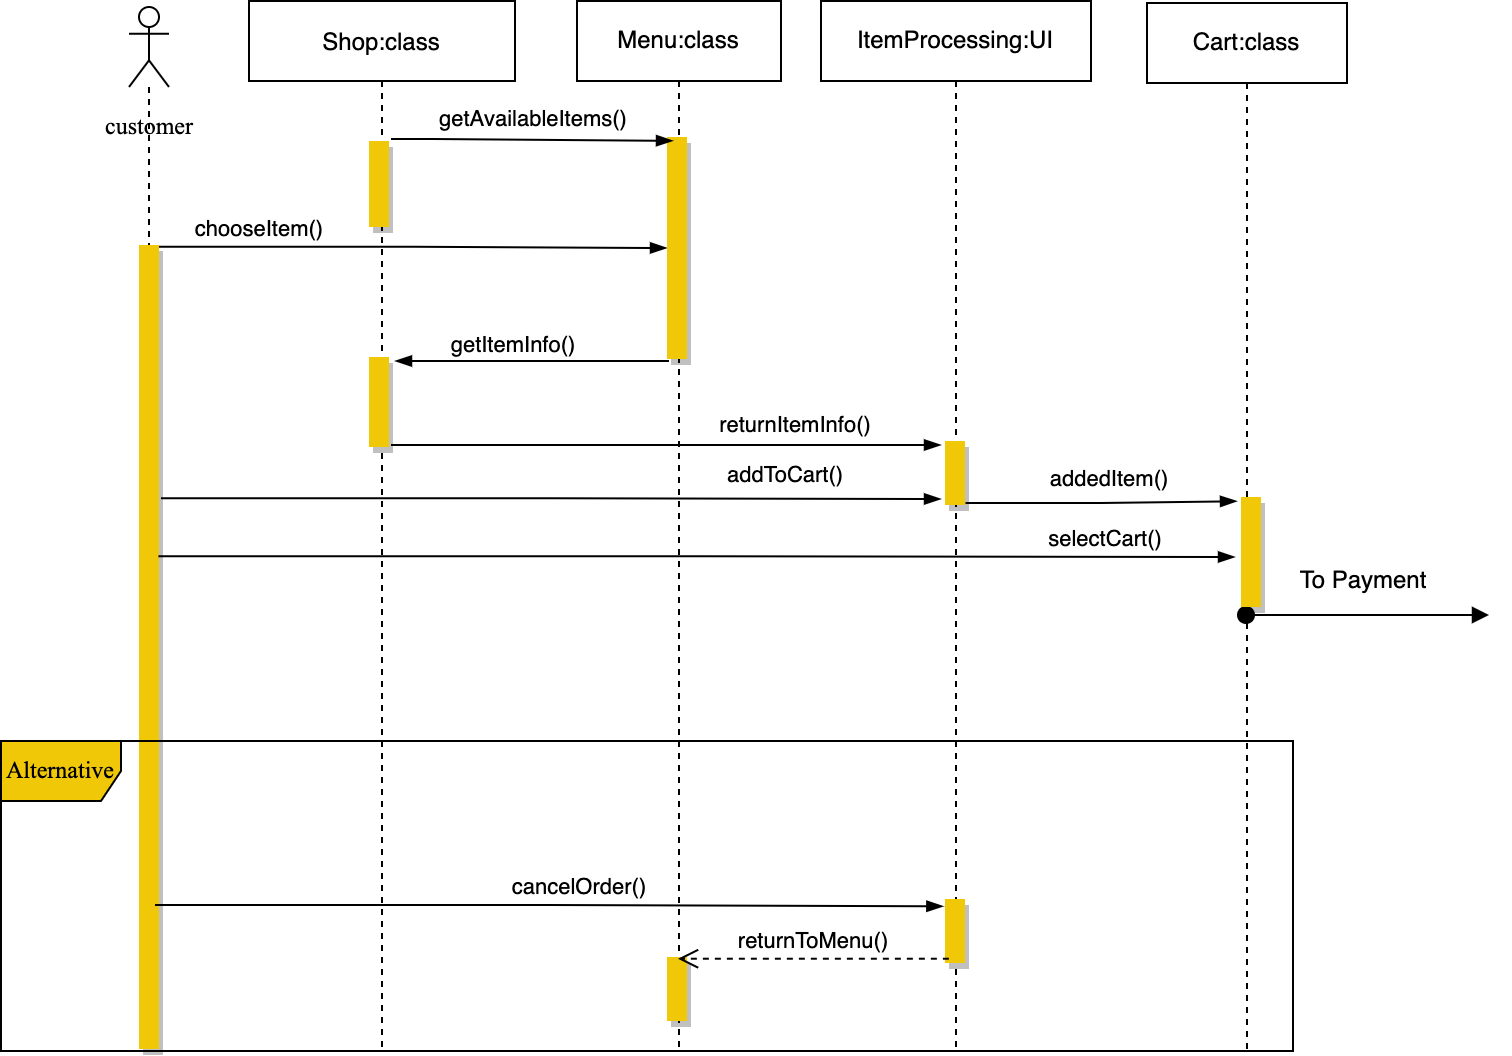 Shop:class
Menu:class
ItemProcessing:UI
Cart:class
customer
getAvailableItems()
chooseItem()
getItemInfo()
returnItemInfo()
addToCart()
addedItem()
selectCart()
To Payment
Alternative
cancelOrder()
returnToMenu()